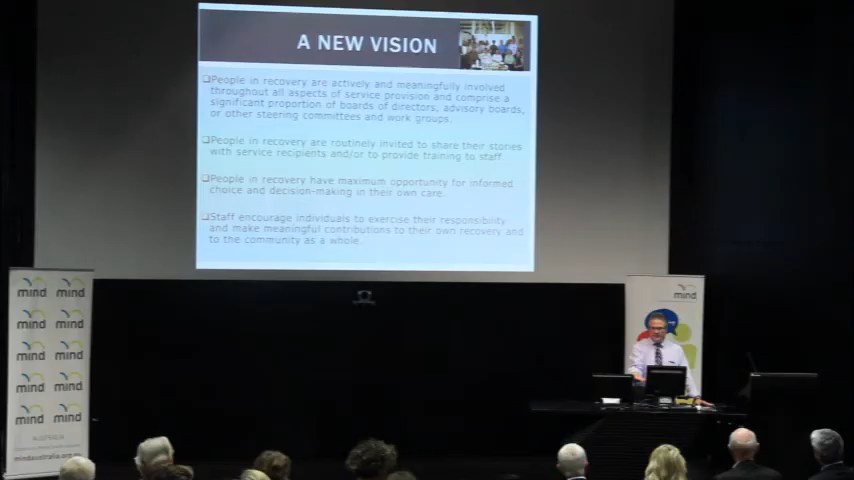 A NEW VISION
❑People in recovery are actively and meaningfully involved
throughout all aspects of service provision and comprise a
significant proportion of boards of directors, advisory boards,
or other steering committees and work groups.
❑People in recovery are routinely invited to share their stories
with service recipients and/or to provide training to staff
❑People in recovery have maximum opportunity for informed
choice and decision-making in their own care.
❑Staff encourage individuals to exercise their responsibility
and make meaningful contributions to their own recovery and
to the community as a whole.
mind mind
mind mind
mind mind
mind mind
mind mind
AUSTRALIA
mindaustralia.org
mind